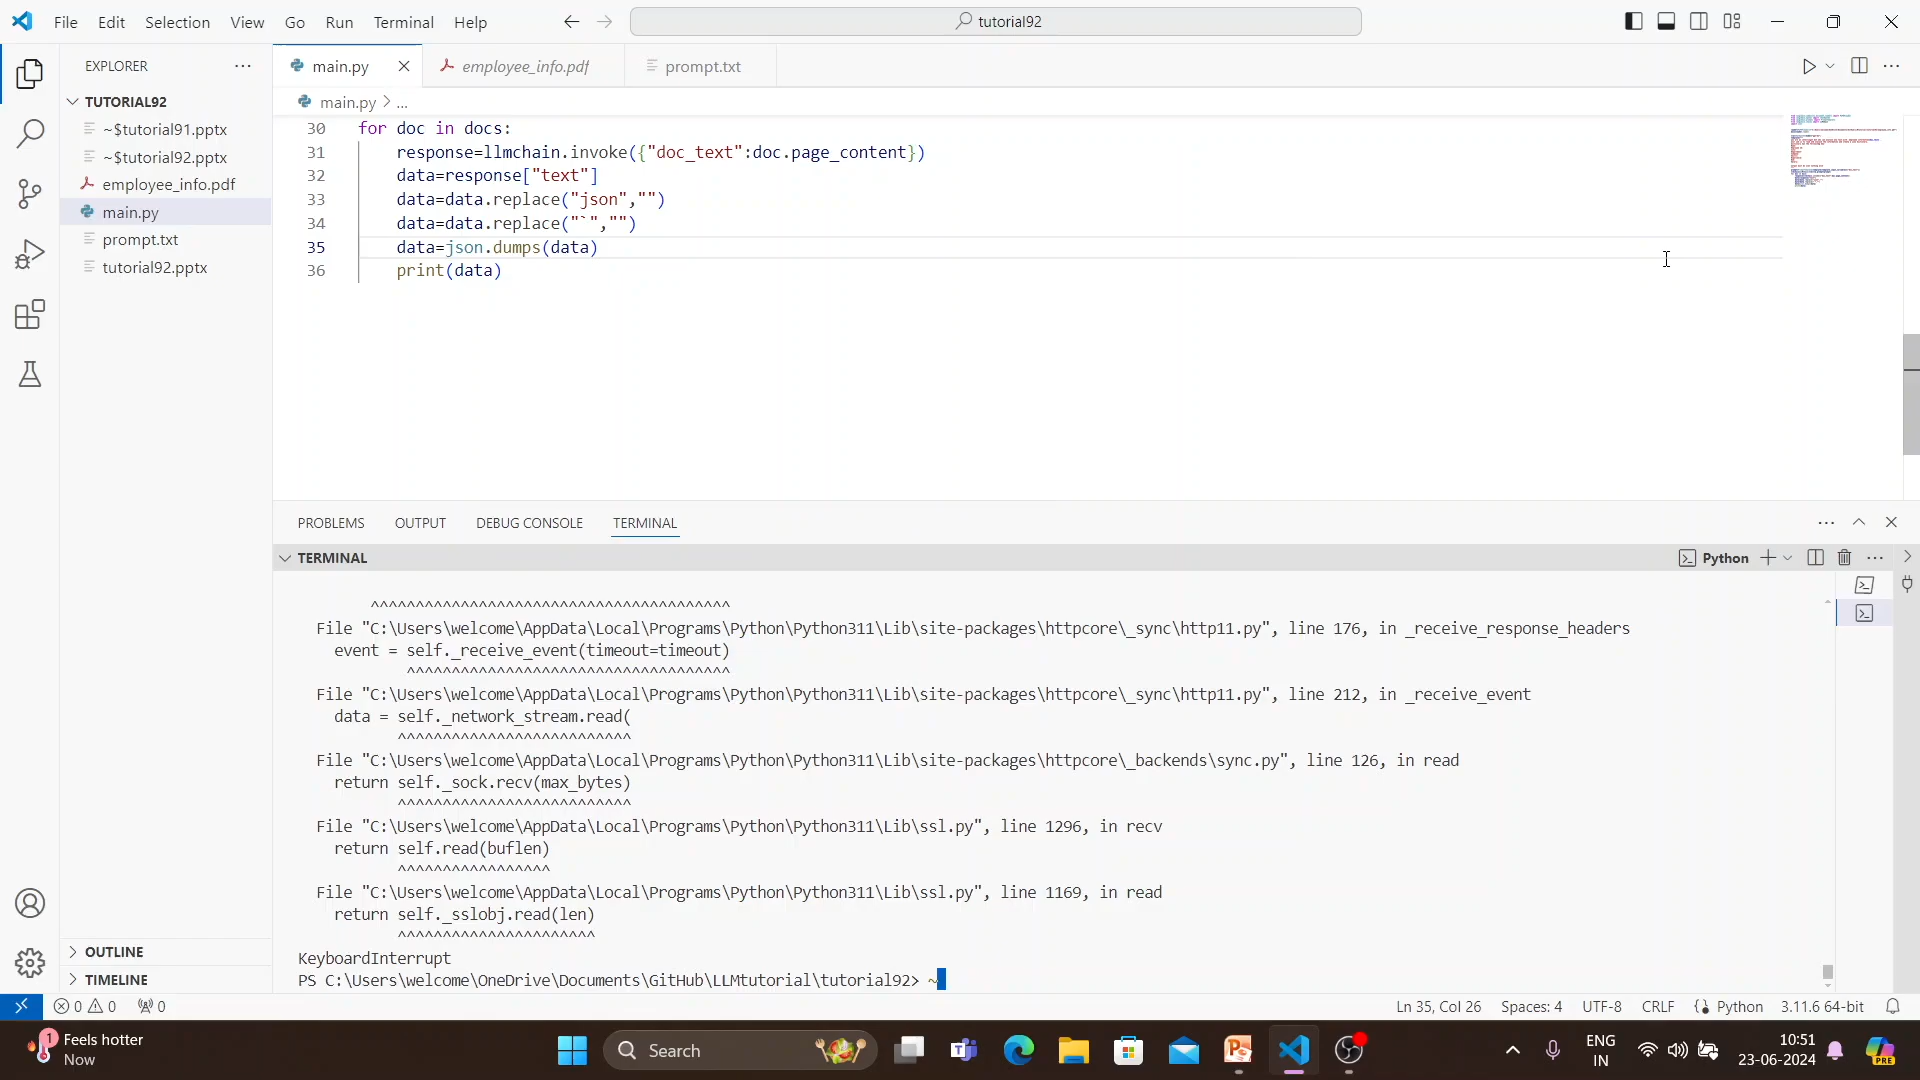 File Edit Selection View Go Run Terminal Help
tutorial92
EXPLORER
main.py
employee_info.pdf
prompt.txt
TUTORIAL92
~$tutorial91.pptx
~$tutorial92.pptx
employee_info.pdf
main.py
prompt.txt
tutorial92.pptx
OUTLINE
TIMELINE
main.py > ...
30 for doc in docs:
31 response=llmchain.invoke({"doc_text":doc.page_content})
32 data=response["text"]
33 data=data.replace("json","")
34 data=data.replace("`","")
35 data=json.dumps(data)
36 print(data)
PROBLEMS OUTPUT DEBUG CONSOLE TERMINAL
TERMINAL
Python
^^^^^^^^^^^^^^^^^^^^^^^^^^^^^^^^^^^^^^^^
File "C:\Users\welcome\AppData\Local\Programs\Python\Python311\Lib\site-packages\httpcore\_sync\http11.py", line 176, in _receive_response_headers
event = self._receive_event(timeout=timeout)
^^^^^^^^^^^^^^^^^^^^^^^^^^^^^^^^^^^^
File "C:\Users\welcome\AppData\Local\Programs\Python\Python311\Lib\site-packages\httpcore\_sync\http11.py", line 212, in _receive_event
data = self._network_stream.read(
^^^^^^^^^^^^^^^^^^^^^^^^^^
File "C:\Users\welcome\AppData\Local\Programs\Python\Python311\Lib\site-packages\httpcore\_backends\sync.py", line 126, in read
return self._sock.recv(max_bytes)
^^^^^^^^^^^^^^^^^^^^^^^^^^
File "C:\Users\welcome\AppData\Local\Programs\Python\Python311\Lib\ssl.py", line 1296, in recv
return self.read(buflen)
^^^^^^^^^^^^^^^^^
File "C:\Users\welcome\AppData\Local\Programs\Python\Python311\Lib\ssl.py", line 1169, in read
return self._sslobj.read(len)
^^^^^^^^^^^^^^^^^^^^^^
KeyboardInterrupt
PS C:\Users\welcome\OneDrive\Documents\GitHub\LLMtutorial\tutorial92> ~
0 0 0
Ln 35, Col 26 Spaces: 4 UTF-8 CRLF Python 3.11.6 64-bit
1
Feels hotter
Now
Search
ENG
IN
10:51
23-06-2024
PRE